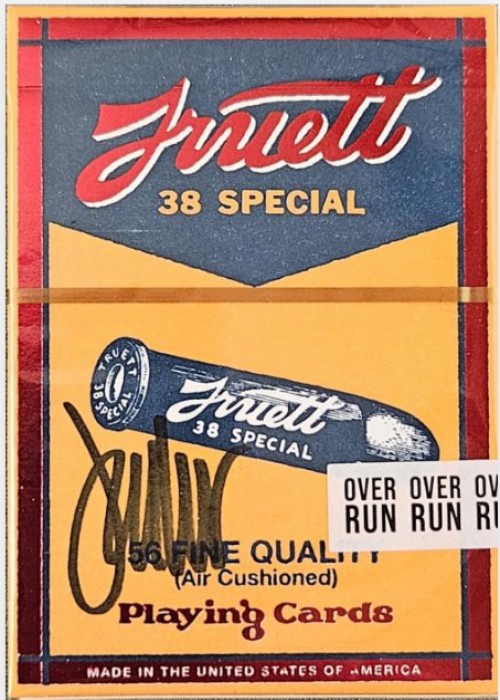 Truett
38 SPECIAL
TRUETT
38 SPECIAL
Truett
38 SPECIAL
OVER OVER OV
RUN RUN RU
56 FINE QUALITY
(Air Cushioned)
Playing Cards
MADE IN THE UNITED STATES OF AMERICA